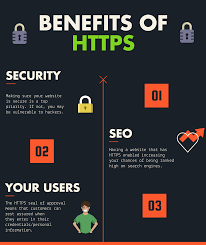 BENEFITS OF
HTTPS
SECURITY
Making sure your website
is secure is a top
priority. If not, you may
be vulnerable to hackers.
01
SEO
02
Having a website that has
HTTPS enabled increasing
your chances of being ranked
high on search engines.
YOUR USERS
The HTTPS seal of approval
means that customers can
rest assured when
they enter in their
credentials/personal
information.
03